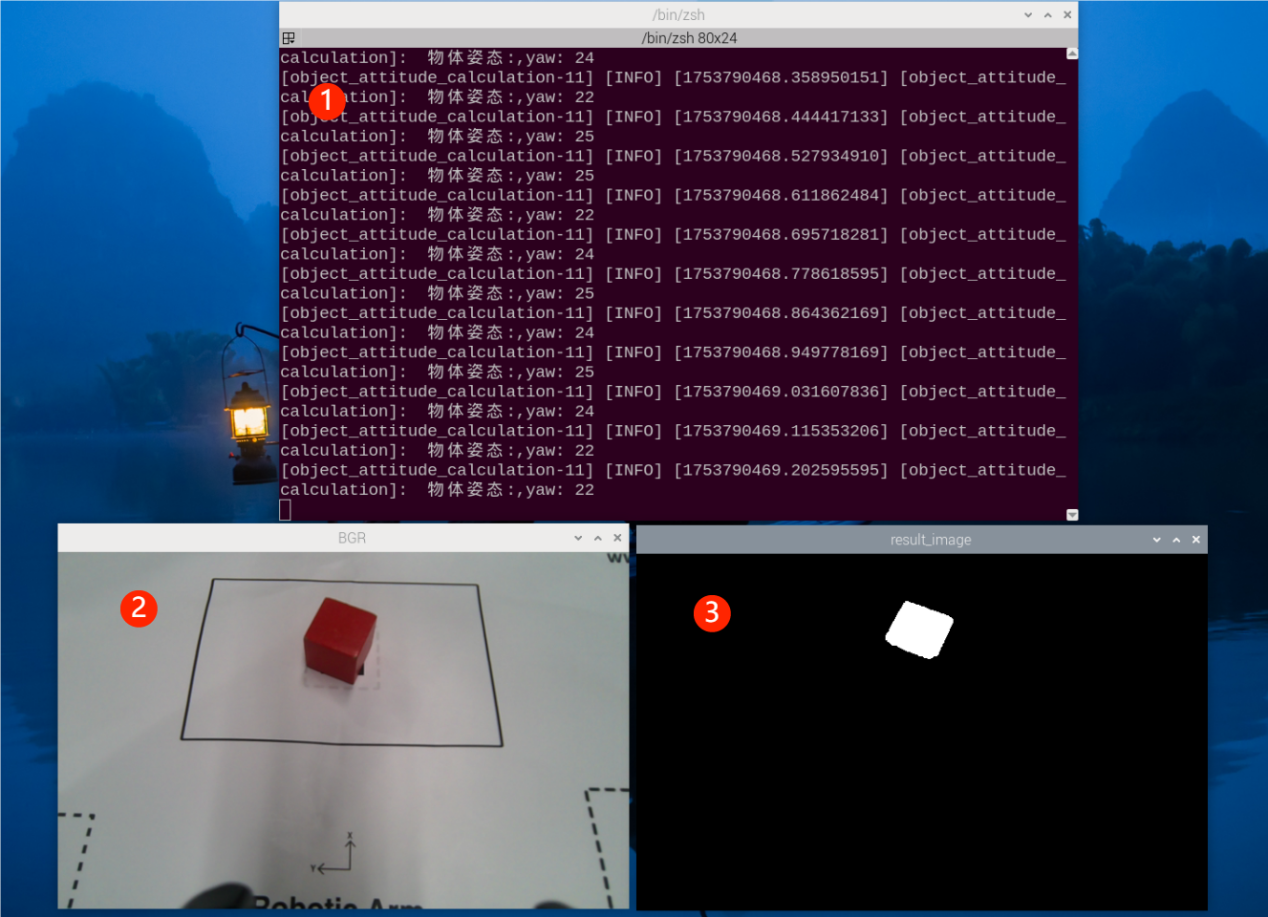 /bin/zsh
/bin/zsh 80x24
calculation]: 物体姿态:,yaw: 24
[object_attitude_calculation-11] [INFO] [1753790468.358950151] [object_attitude_
calculation]: 物体姿态:,yaw: 22
[object_attitude_calculation-11] [INFO] [1753790468.444417133] [object_attitude_
calculation]: 物体姿态:,yaw: 25
[object_attitude_calculation-11] [INFO] [1753790468.527934910] [object_attitude_
calculation]: 物体姿态:,yaw: 25
[object_attitude_calculation-11] [INFO] [1753790468.611862484] [object_attitude_
calculation]: 物体姿态:,yaw: 22
[object_attitude_calculation-11] [INFO] [1753790468.695718281] [object_attitude_
calculation]: 物体姿态:,yaw: 24
[object_attitude_calculation-11] [INFO] [1753790468.778618595] [object_attitude_
calculation]: 物体姿态:,yaw: 25
[object_attitude_calculation-11] [INFO] [1753790468.864362169] [object_attitude_
calculation]: 物体姿态:,yaw: 24
[object_attitude_calculation-11] [INFO] [1753790468.949778169] [object_attitude_
calculation]: 物体姿态:,yaw: 25
[object_attitude_calculation-11] [INFO] [1753790469.031607836] [object_attitude_
calculation]: 物体姿态:,yaw: 24
[object_attitude_calculation-11] [INFO] [1753790469.115353206] [object_attitude_
calculation]: 物体姿态:,yaw: 22
[object_attitude_calculation-11] [INFO] [1753790469.202595595] [object_attitude_
calculation]: 物体姿态:,yaw: 22
1
BGR
2
X
Y
Robotic Arm
result_image
3